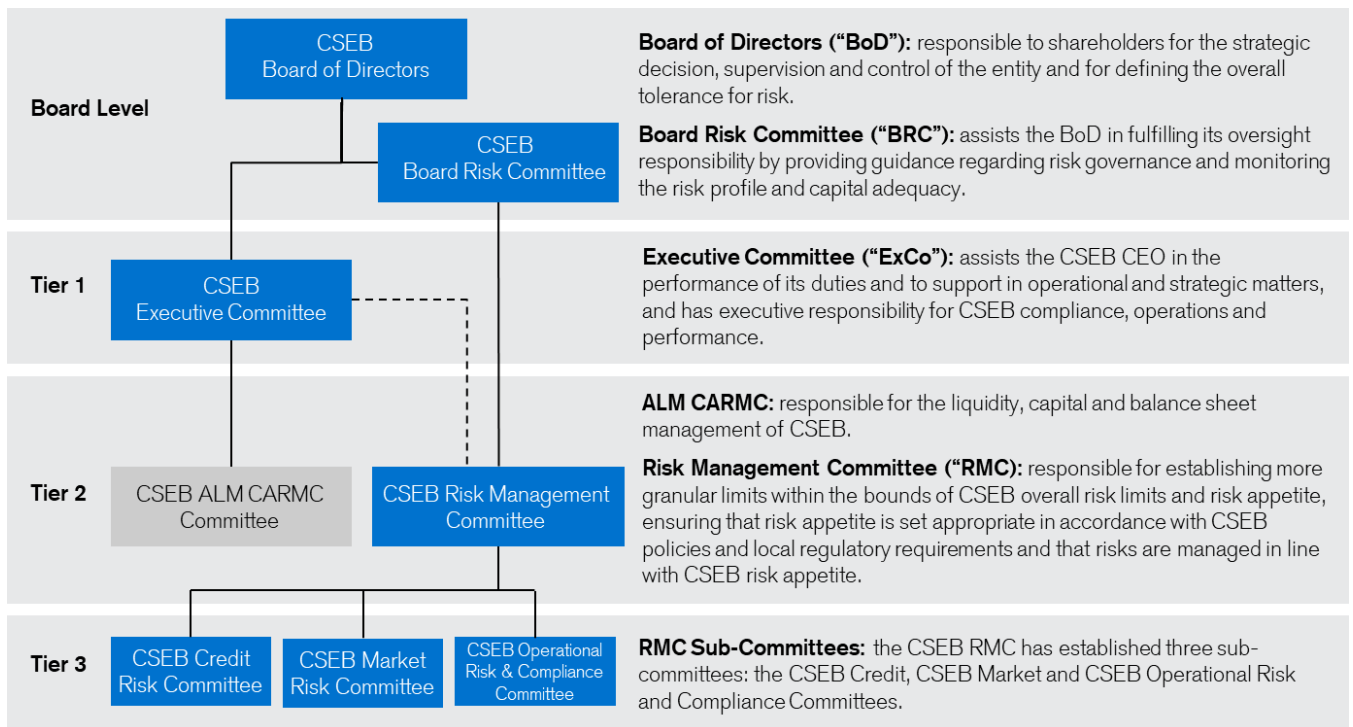 Board Level
CSEB
Board of Directors
CSEB
Board Risk Committee
Board of Directors (“BoD”): responsible to shareholders for the strategic
decision, supervision and control of the entity and for defining the overall
tolerance for risk.
Board Risk Committee (“BRC”): assists the BoD in fulfilling its oversight
responsibility by providing guidance regarding risk governance and monitoring
the risk profile and capital adequacy.
Tier 1
CSEB
Executive Committee
Executive Committee (“ExCo”): assists the CSEB CEO in the
performance of its duties and to support in operational and strategic matters,
and has executive responsibility for CSEB compliance, operations and
performance.
Tier 2
CSEB ALM CARMC
Committee
CSEB Risk Management
Committee
ALM CARMC: responsible for the liquidity, capital and balance sheet
management of CSEB.
Risk Management Committee (“RMC): responsible for establishing more
granular limits within the bounds of CSEB overall risk limits and risk appetite,
ensuring that risk appetite is set appropriate in accordance with CSEB
policies and local regulatory requirements and that risks are managed in line
with CSEB risk appetite.
Tier 3
CSEB Credit
Risk Committee
CSEB Market
Risk Committee
CSEB Operational
Risk & Compliance
Committee
RMC Sub-Committees: the CSEB RMC has established three sub-
committees: the CSEB Credit, CSEB Market and CSEB Operational Risk
and Compliance Committees.